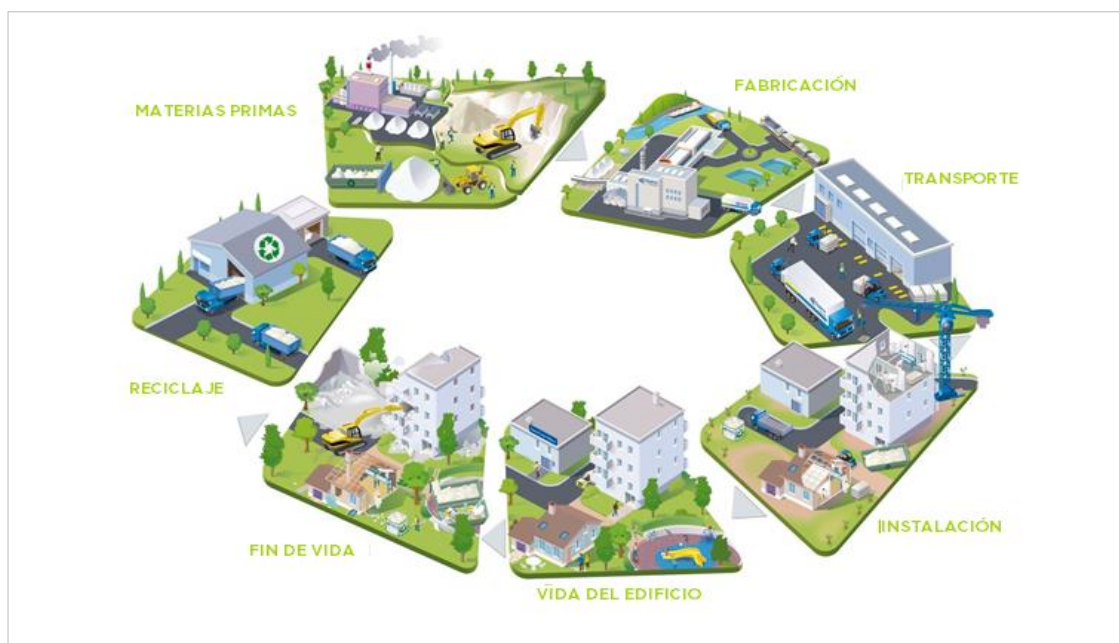 MATERIAS PRIMAS
FABRICACIÓN
TRANSPORTE
INSTALACIÓN
VIDA DEL EDIFICIO
FIN DE VIDA
RECICLAJE